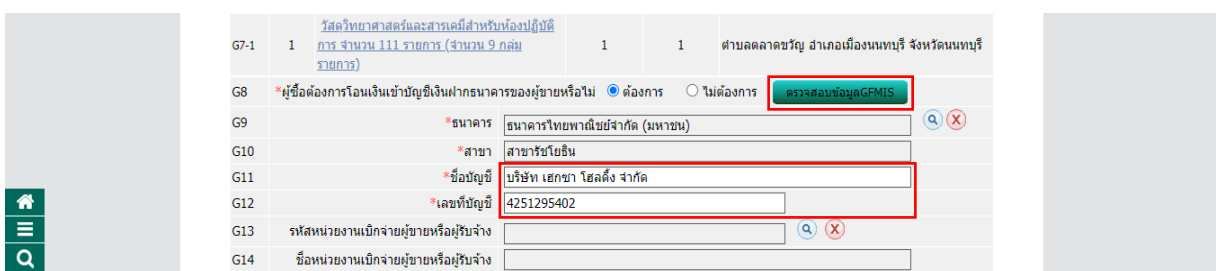 วัสดุวิทยาศาสตร์และสารเคมีสำหรับห้องปฏิบัติ
G7-1 1 การ จำนวน 111 รายการ (จำนวน 9 กลุ่ม 1 1 ตำบลตลาดขวัญ อำเภอเมืองนนทบุรี จังหวัดนนทบุรี
รายการ)
G8 *ผู้ซื้อต้องการโอนเงินเข้าบัญชีเงินฝากธนาคารของผู้ขายหรือไม่ ต้องการ ไม่ต้องการ ตรวจสอบข้อมูลGFMIS
G9 *ธนาคาร ธนาคารไทยพาณิชย์จำกัด (มหาชน)
G10 *สาขา สาขารัชโยธิน
G11 *ชื่อบัญชี บริษัท เฮกซา โฮลดิ้ง จำกัด
G12 *เลขที่บัญชี 4251295402
G13 รหัสหน่วยงานเบิกจ่ายผู้ขายหรือผู้รับจ้าง
G14 ชื่อหน่วยงานเบิกจ่ายผู้ขายหรือผู้รับจ้าง